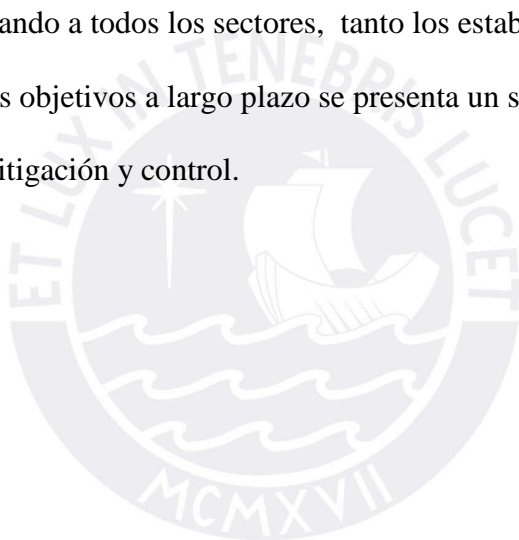 ando a todos los sectores, tanto los estab
s objetivos a largo plazo se presenta un s
itigación y control.
ET LUX IN TENEBRIS LUCET
MCMXVII